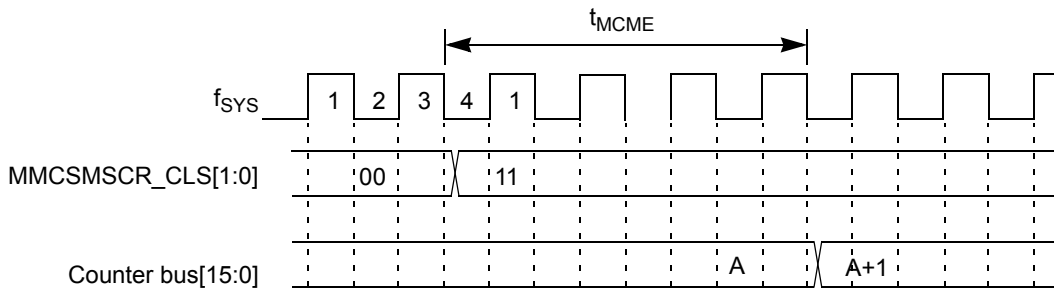 tMCME
fSYS 1 2 3 4 1
MMCSMSCR_CLS[1:0] 00 11
Counter bus[15:0] A A+1